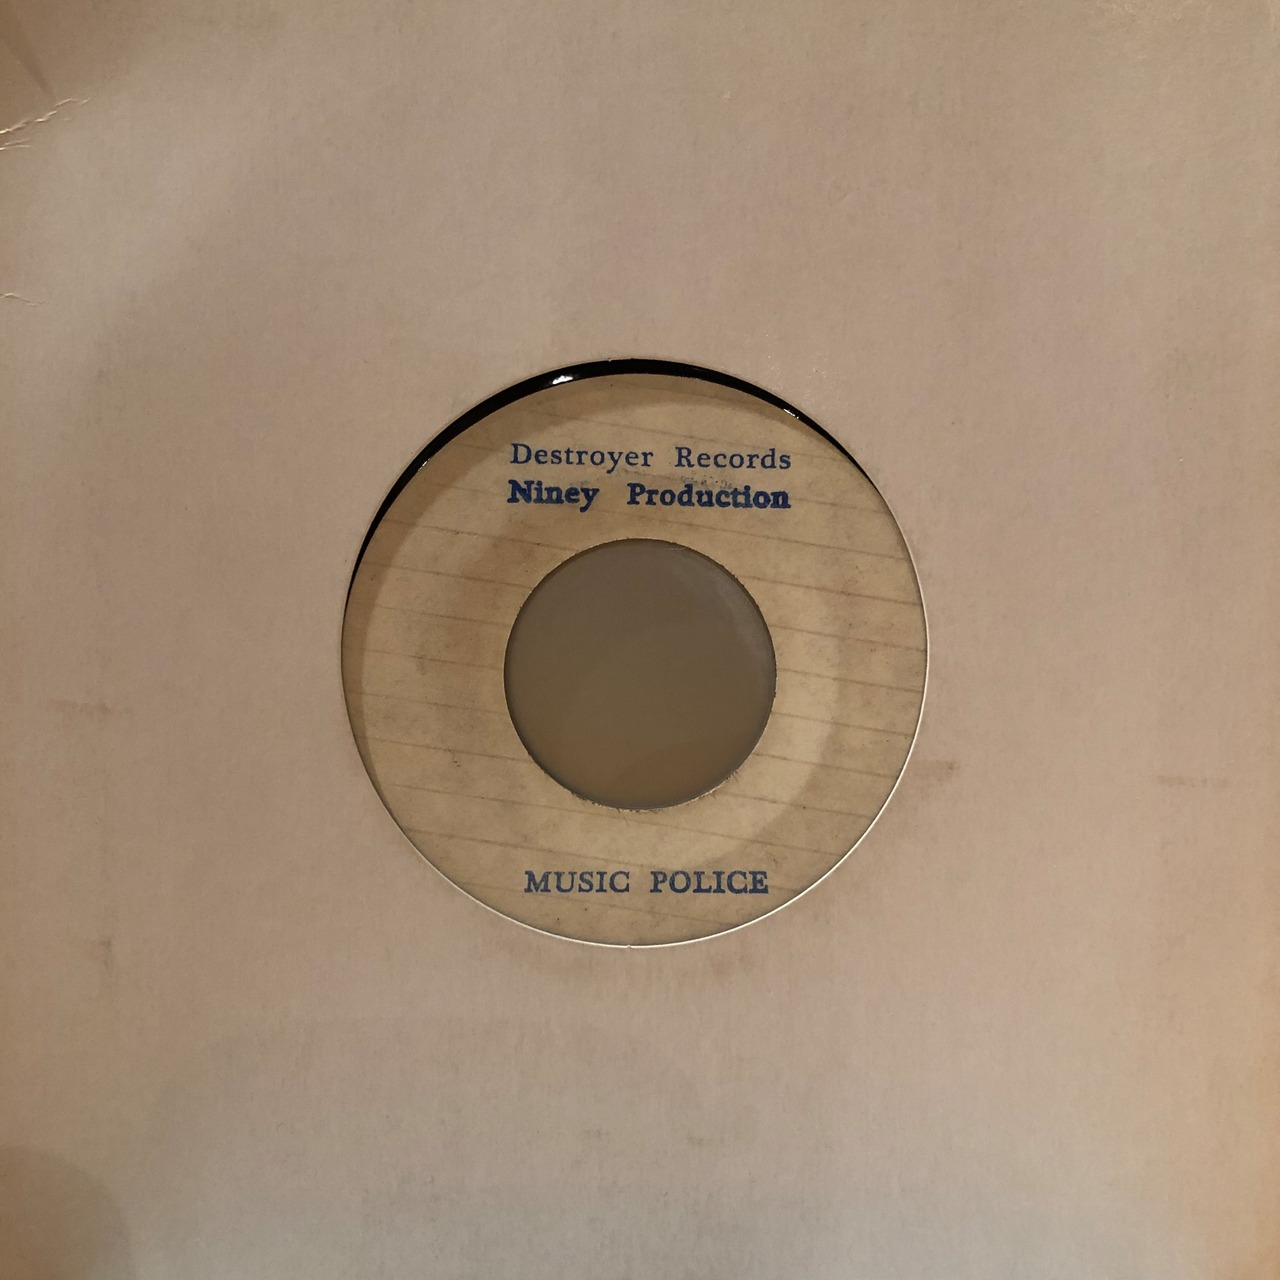 Destroyer Records
Niney Production
MUSIC POLICE